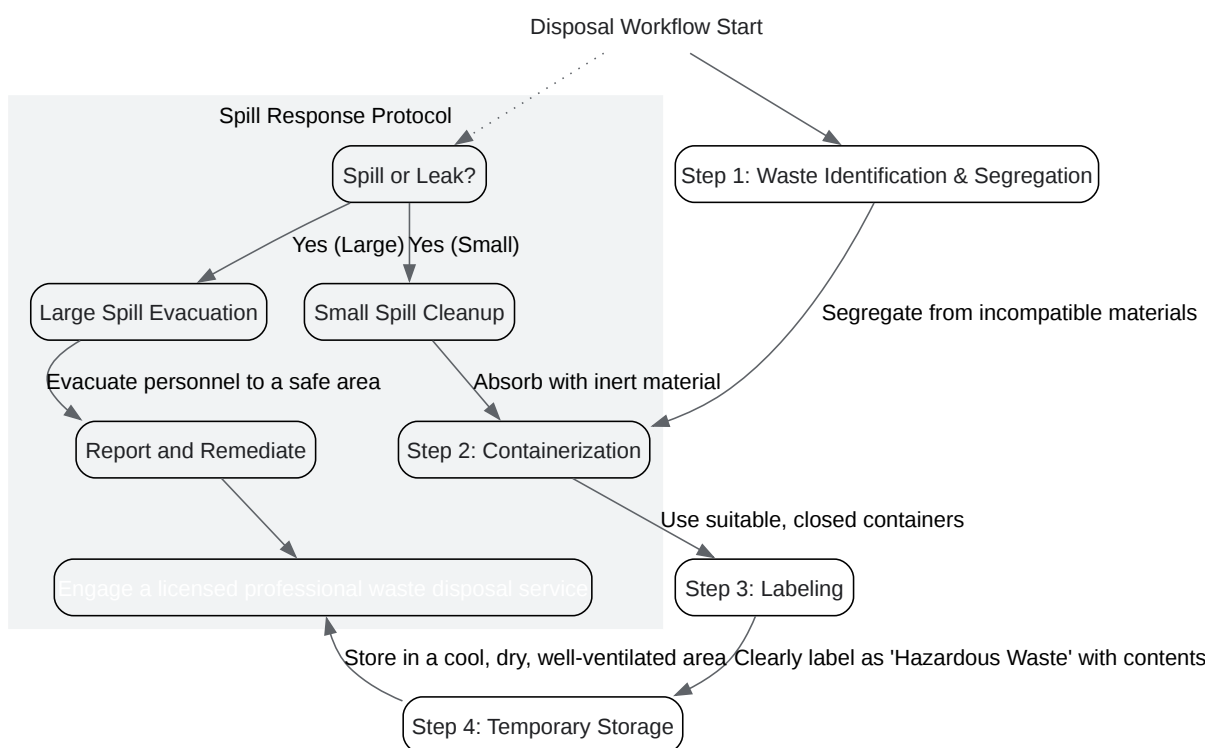 Disposal Workflow Start
Spill Response Protocol
Spill or Leak?
Step 1: Waste Identification & Segregation
Yes (Large)
Yes (Small)
Large Spill Evacuation
Small Spill Cleanup
Segregate from incompatible materials
Evacuate personnel to a safe area
Absorb with inert material
Report and Remediate
Step 2: Containerization
Use suitable, closed containers
Engage a licensed professional waste disposal service
Step 3: Labeling
Store in a cool, dry, well-ventilated area
Clearly label as 'Hazardous Waste' with contents
Step 4: Temporary Storage